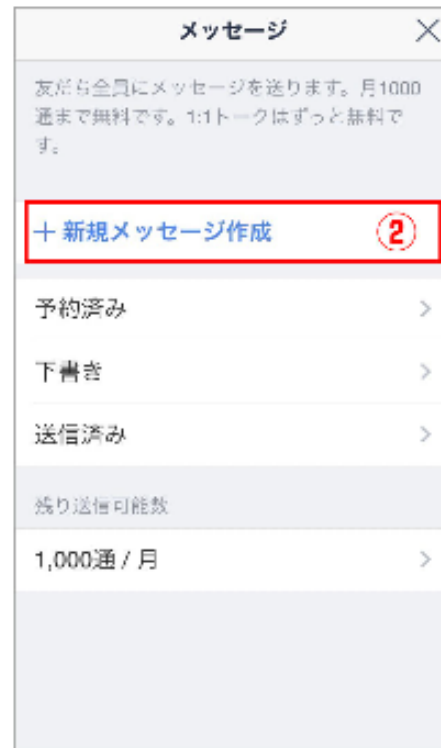 メッセージ
友だち全員にメッセージを送ります。月1000
通まで無料です。1:1トークはずっと無料で
す。
＋新規メッセージ作成 ②
予約済み
下書き
送信済み
残り送信可能数
1,000通 / 月